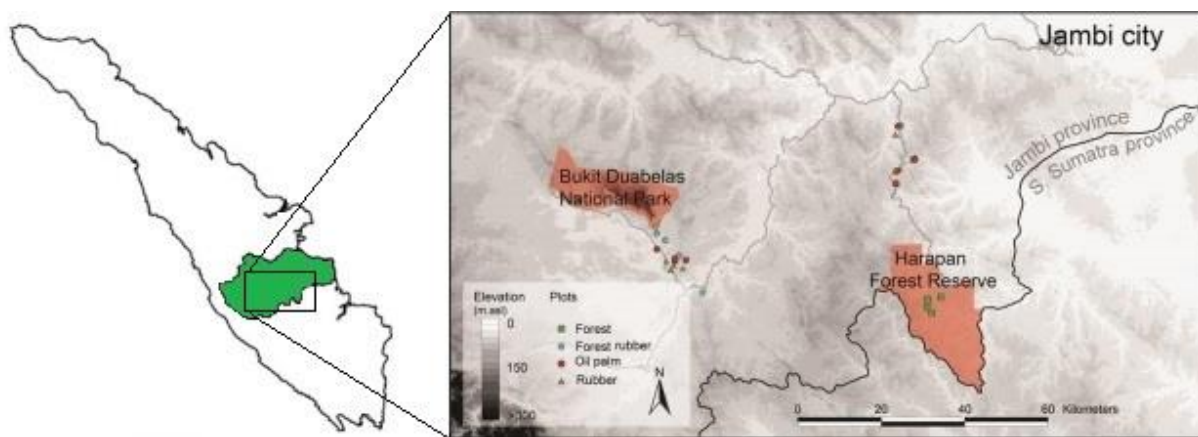 Jambi city
Jambi province
S. Sumatra province
Bukit Duabelas
National Park
Harapan
Forest Reserve
Elevation
(m.asl)
0
150
>300
Plots
Forest
Forest rubber
Oil palm
Rubber
N
0 20 40 60 Kilometers